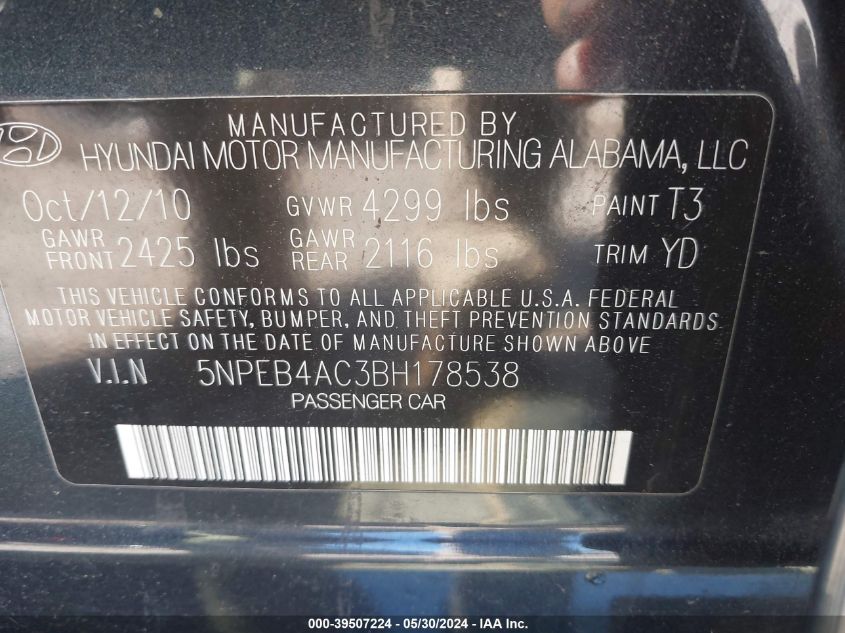 MANUFACTURED BY
HYUNDAI MOTOR MANUFACTURING ALABAMA, LLC
Oct/12/10 GVWR 4299 lbs PAINT T3
GAWR FRONT 2425 lbs GAWR REAR 2116 lbs TRIM YD
THIS VEHICLE CONFORMS TO ALL APPLICABLE U.S.A. FEDERAL
MOTOR VEHICLE SAFETY, BUMPER, AND THEFT PREVENTION STANDARDS
IN EFFECT ON THE DATE OF MANUFACTURE SHOWN ABOVE
V.I.N 5NPEB4AC3BH178538
PASSENGER CAR
000-39507224 - 05/30/2024 - IAA Inc.